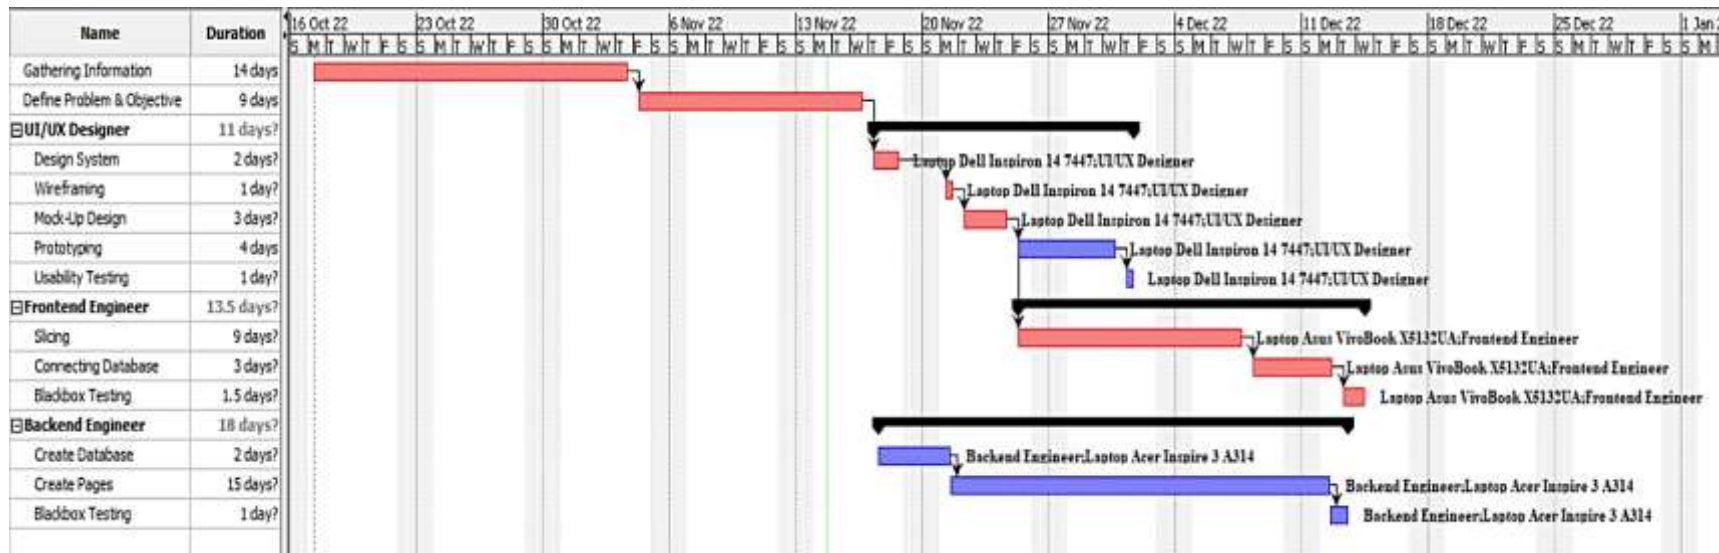 Name Duration 16 Oct 22 23 Oct 22 30 Oct 22 6 Nov 22 13 Nov 22 20 Nov 22 27 Nov 22 4 Dec 22 11 Dec 22 18 Dec 22 25 Dec 22 1 Jan
S M T W T F S S M T W T F S S M T W T F S S M T W T F S S M T W T F S S M T W T F S S M T W T F S S M T W T F S S M T W T F S S M T W T F S S M T W T F S S M
Gathering Information 14 days
Define Problem & Objective 9 days
UI/UX Designer 11 days?
Design System 2 days? Laptop Dell Inspiron 14 7447;UI/UX Designer
Wireframing 1 day? Laptop Dell Inspiron 14 7447;UI/UX Designer
Mock-Up Design 3 days? Laptop Dell Inspiron 14 7447;UI/UX Designer
Prototyping 4 days Laptop Dell Inspiron 14 7447;UI/UX Designer
Usability Testing 1 day? Laptop Dell Inspiron 14 7447;UI/UX Designer
Frontend Engineer 13.5 days?
Slicing 9 days? Laptop Asus VivoBook X5132UA;Frontend Engineer
Connecting Database 3 days? Laptop Asus VivoBook X5132UA;Frontend Engineer
Blackbox Testing 1.5 days? Laptop Asus VivoBook X5132UA;Frontend Engineer
Backend Engineer 18 days?
Create Database 2 days? Backend Engineer;Laptop Acer Inspire 3 A314
Create Pages 15 days? Backend Engineer;Laptop Acer Inspire 3 A314
Blackbox Testing 1 day? Backend Engineer;Laptop Acer Inspire 3 A314